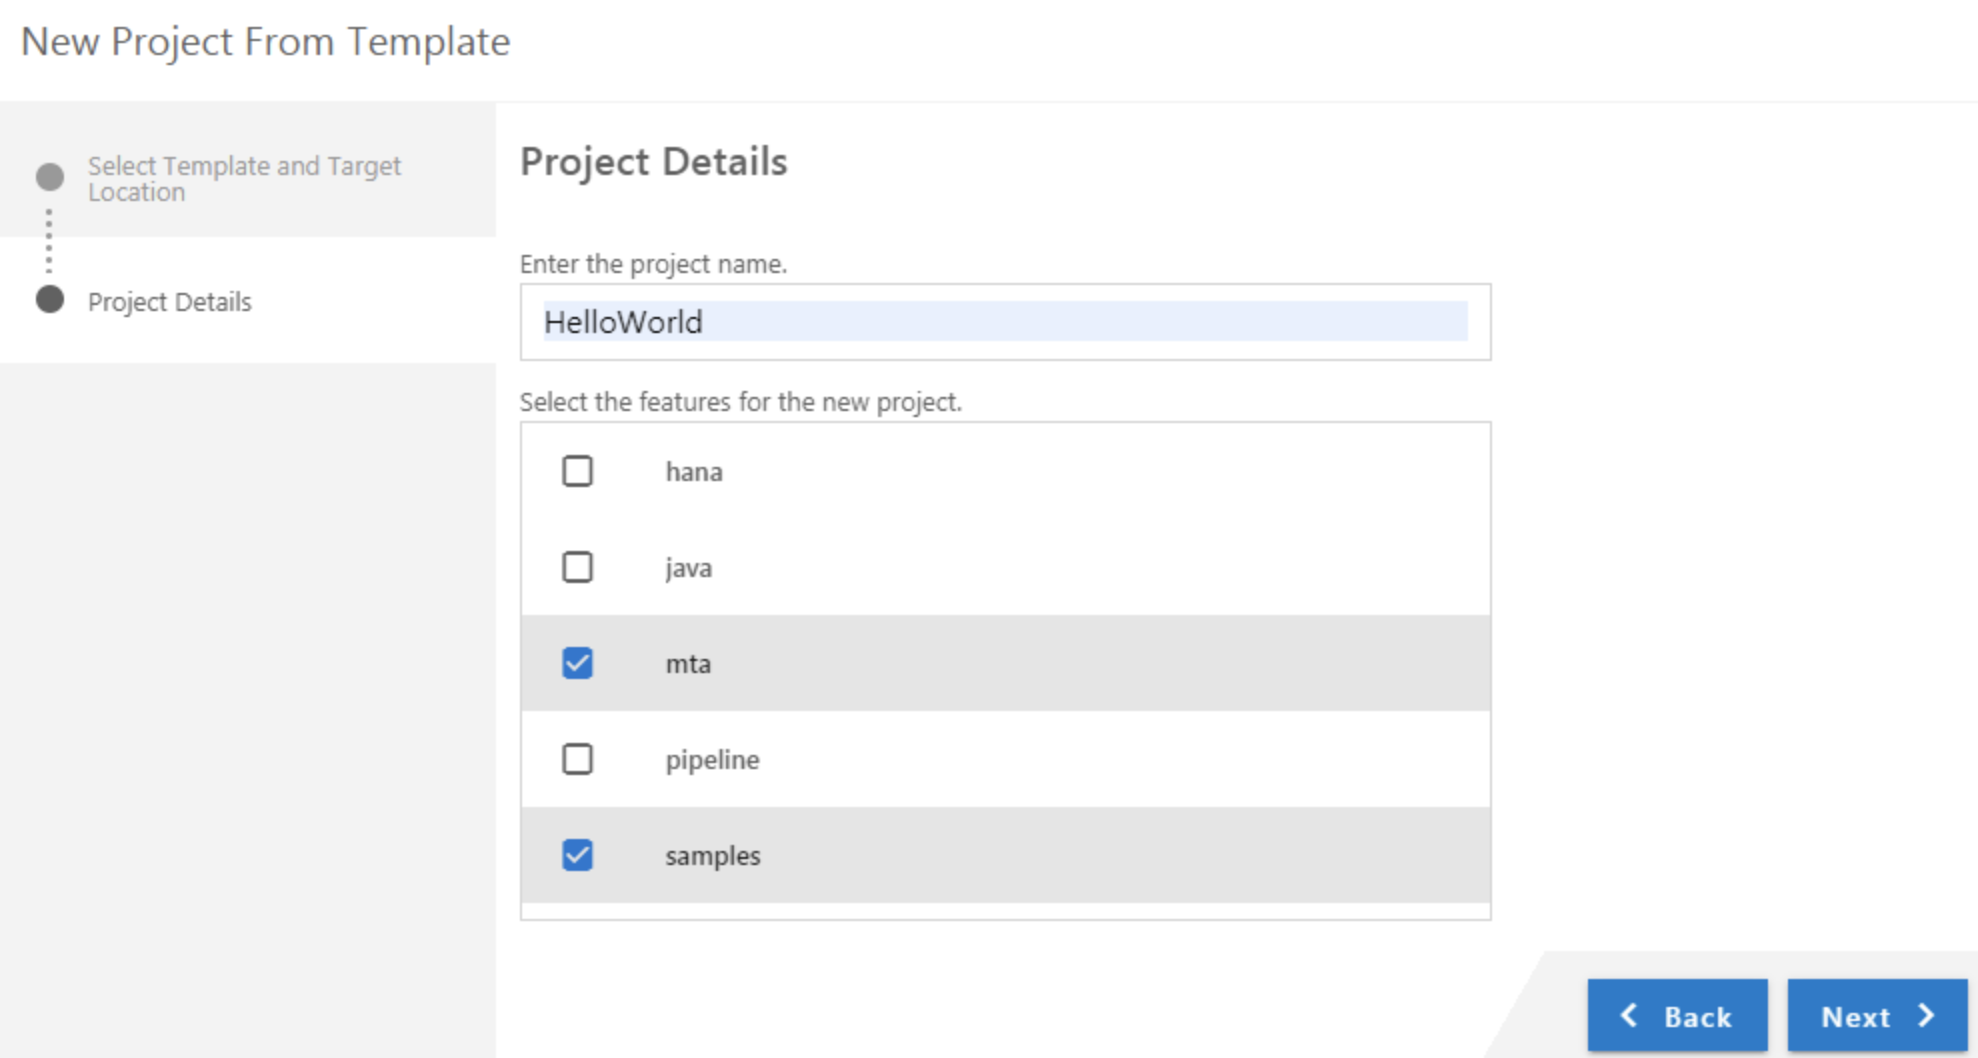 New Project From Template
Select Template and Target
Location
Project Details
Project Details
Enter the project name.
HelloWorld
Select the features for the new project.
hana
java
mta
pipeline
samples
Back
Next